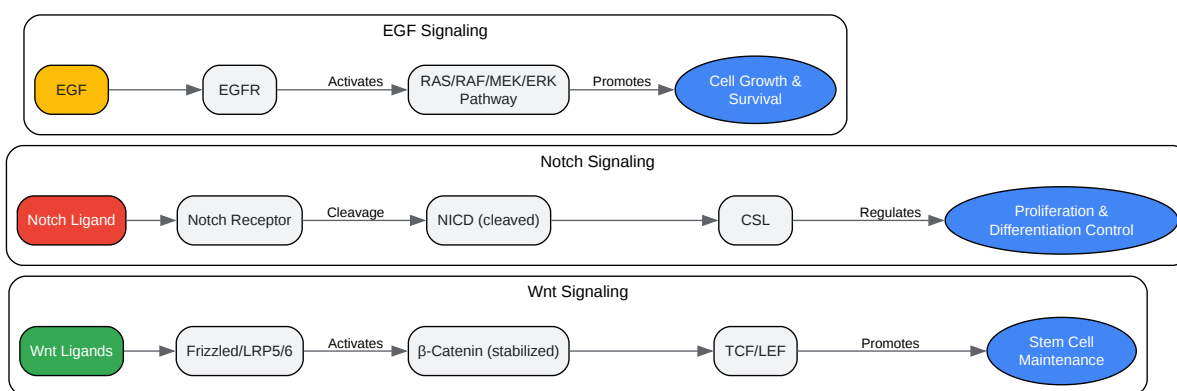 EGF Signaling
EGF
EGFR
Activates
RAS/RAF/MEK/ERK
Pathway
Promotes
Cell Growth &
Survival
Notch Signaling
Notch Ligand
Notch Receptor
Cleavage
NICD (cleaved)
CSL
Regulates
Proliferation &
Differentiation Control
Wnt Signaling
Wnt Ligands
Frizzled/LRP5/6
Activates
β-Catenin (stabilized)
TCF/LEF
Promotes
Stem Cell
Maintenance